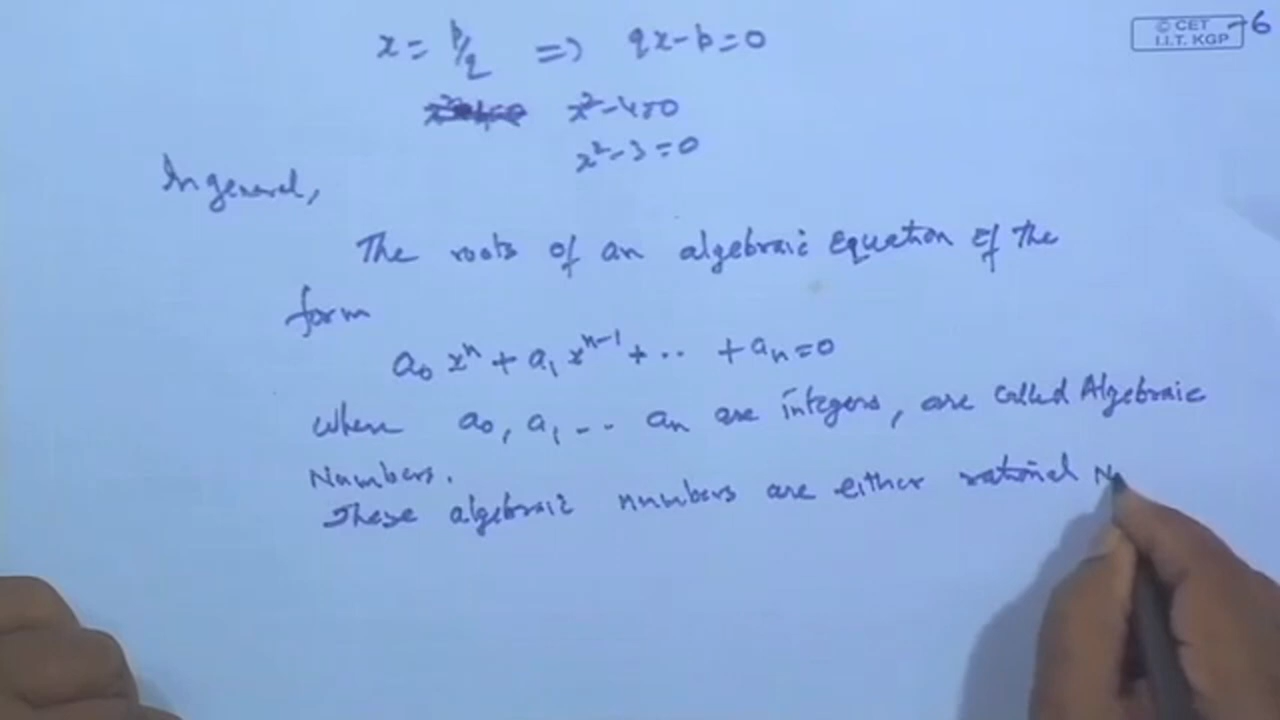 x = p/q ⇒ qx - p = 0
© CET
I.I.T. KGP
-6
x² - 4 = 0
x² - 3 = 0
In general,
The roots of an algebraic equation of the
form
a₀ xⁿ + a₁ xⁿ⁻¹ + .. + aₙ = 0
where a₀, a₁ -.. aₙ are integers, are called Algebraic
Numbers.
These algebraic numbers are either rational N